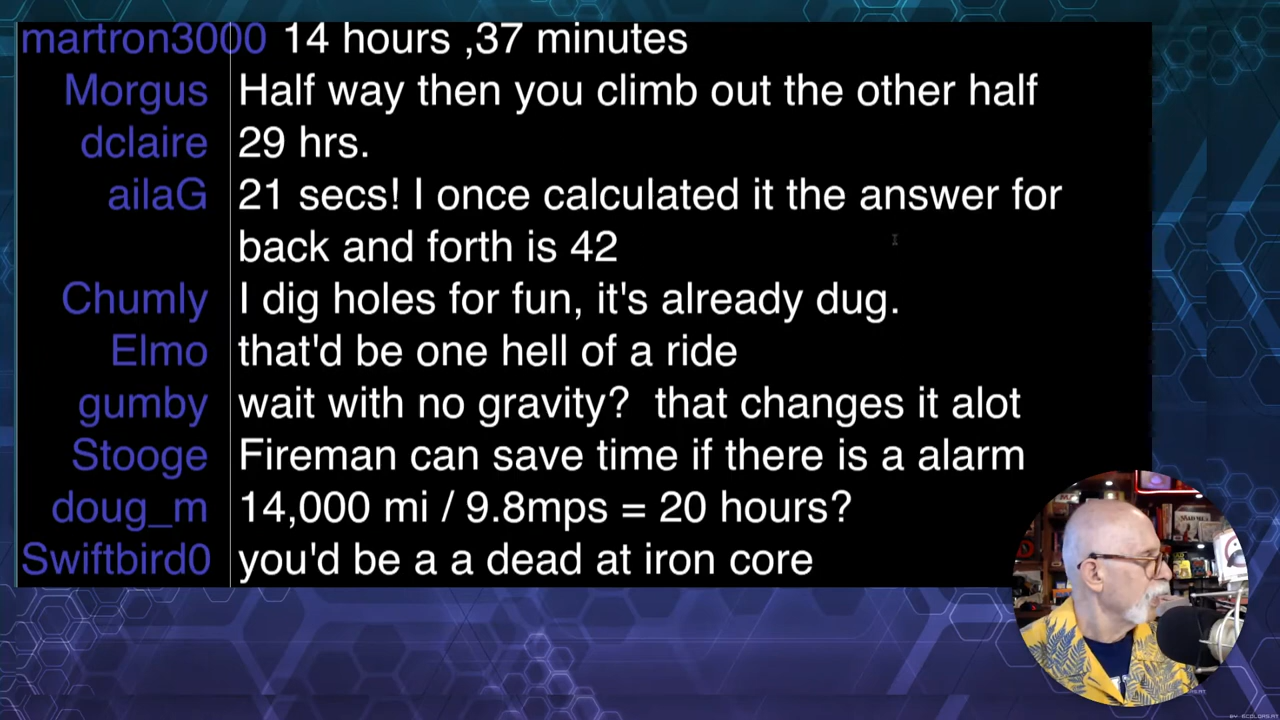 martron3000 14 hours ,37 minutes
Morgus Half way then you climb out the other half
dclaire 29 hrs.
ailaG 21 secs! I once calculated it the answer for
back and forth is 42
Chumly I dig holes for fun, it's already dug.
Elmo that'd be one hell of a ride
gumby wait with no gravity?  that changes it alot
Stooge Fireman can save time if there is a alarm
doug_m 14,000 mi / 9.8mps = 20 hours?
Swiftbird0 you'd be a a dead at iron core